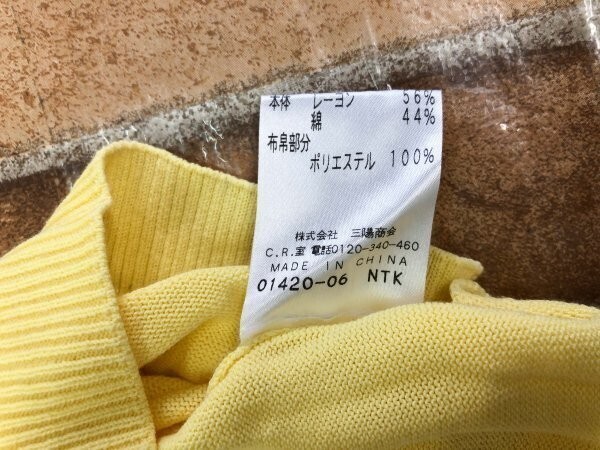 本体 レーヨン 56%
綿 44%
布帛部分
ポリエステル 100%
株式会社 三陽商会
C.R.室 電話0120-340-460
MADE IN CHINA
01420-06 NTK